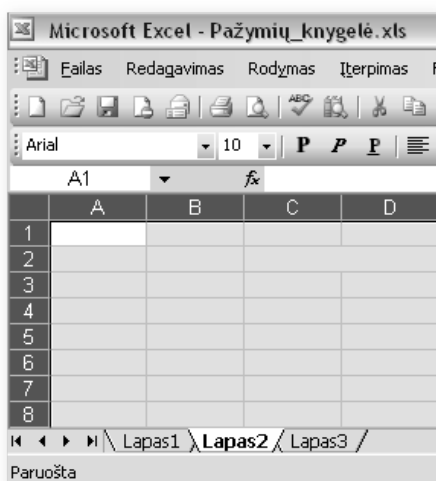 Microsoft Excel - Pažymių_knygelė.xls
Failas Redagavimas Rodymas Įterpimas F
ABC
Arial 10 P P P
A1 fx
A B C D
1
2
3
4
5
6
7
8
Lapas1 Lapas2 Lapas3
Paruošta